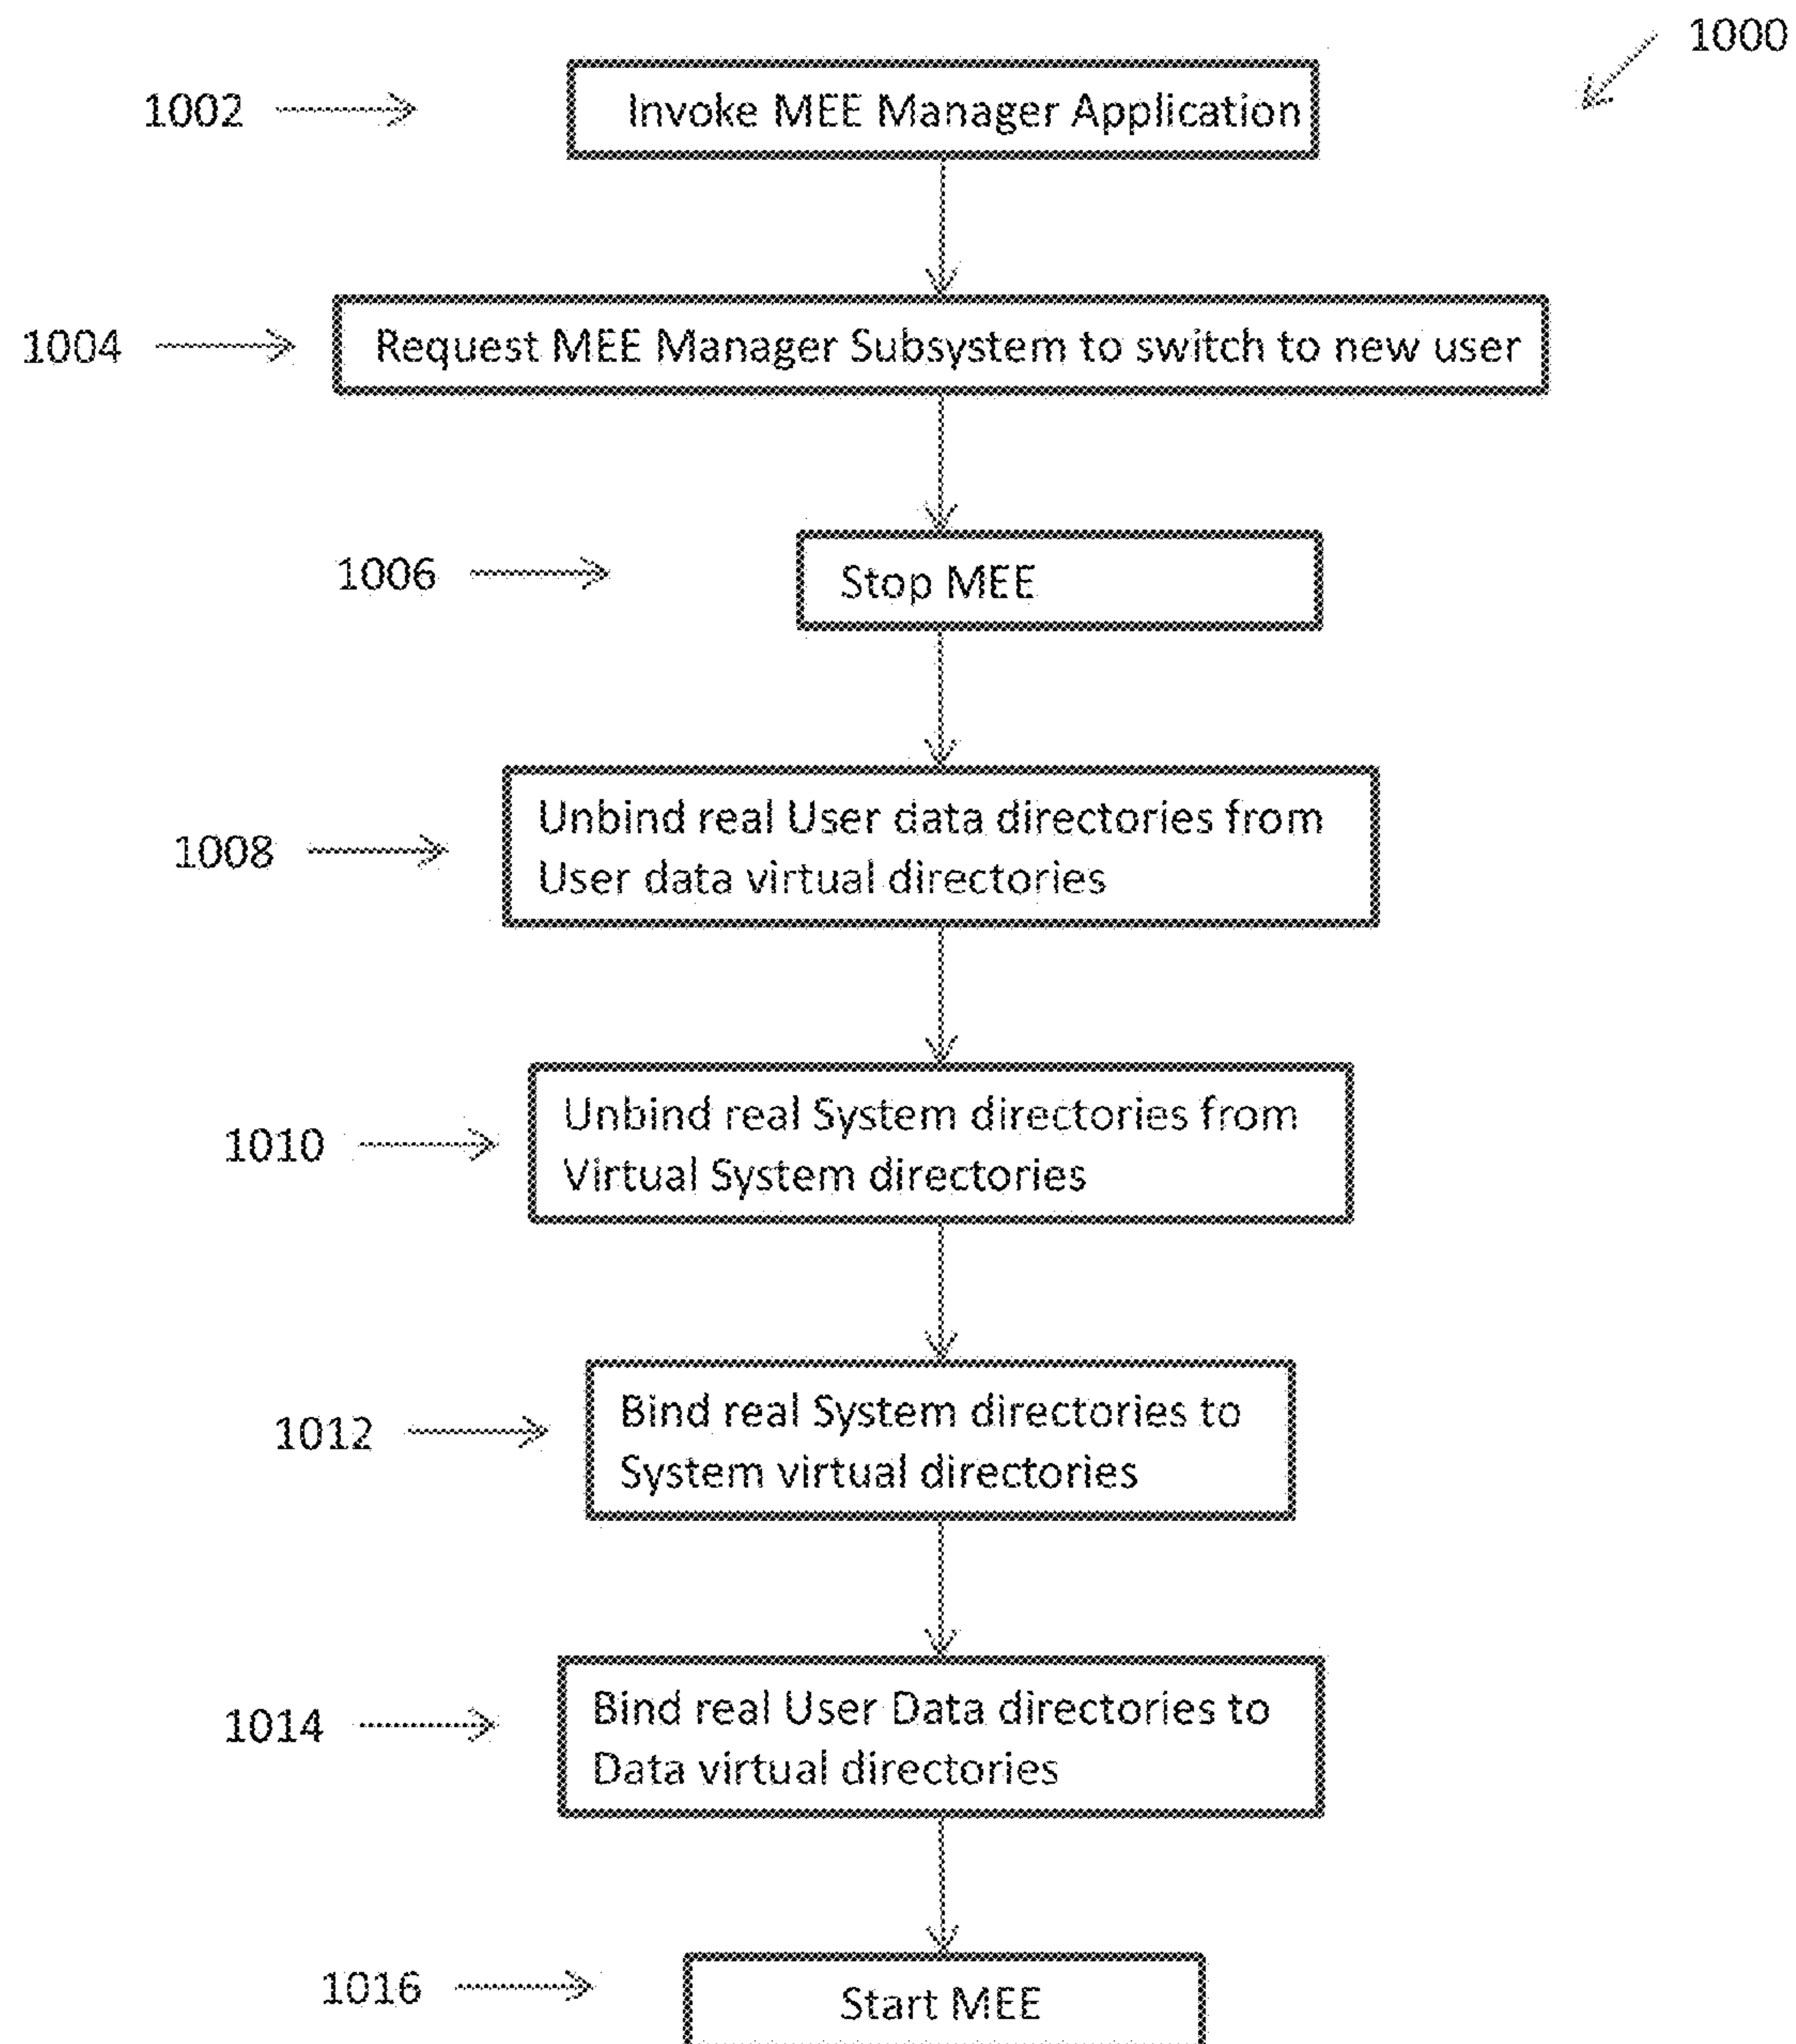 1000
1002
Invoke MEE Manager Application
1004
Request MEE Manager Subsystem to switch to new user
1006
Stop MEE
1008
Unbind real User data directories from
User data virtual directories
1010
Unbind real System directories from
Virtual System directories
1012
Bind real System directories to
System virtual directories
1014
Bind real User Data directories to
Data virtual directories
1016
Start MEE